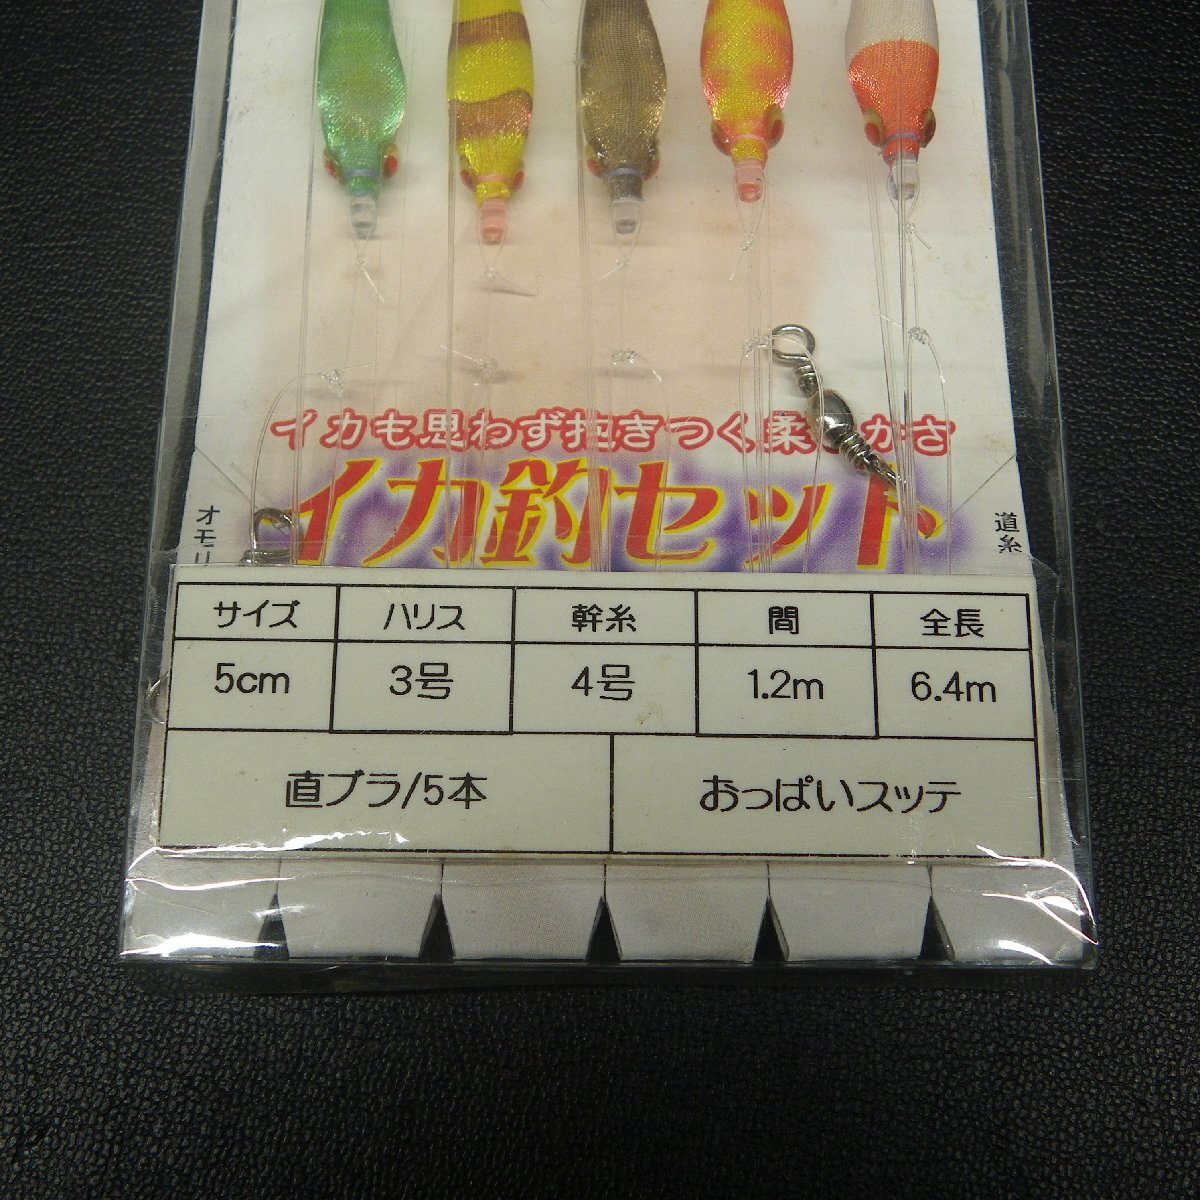 イカも思わず抱きつく柔らかさ
イカ釣セット
オモリ
道糸
サイズ ハリス 幹糸 間 全長
5cm 3号 4号 1.2m 6.4m
直ブラ/5本 おっぱいスッテ